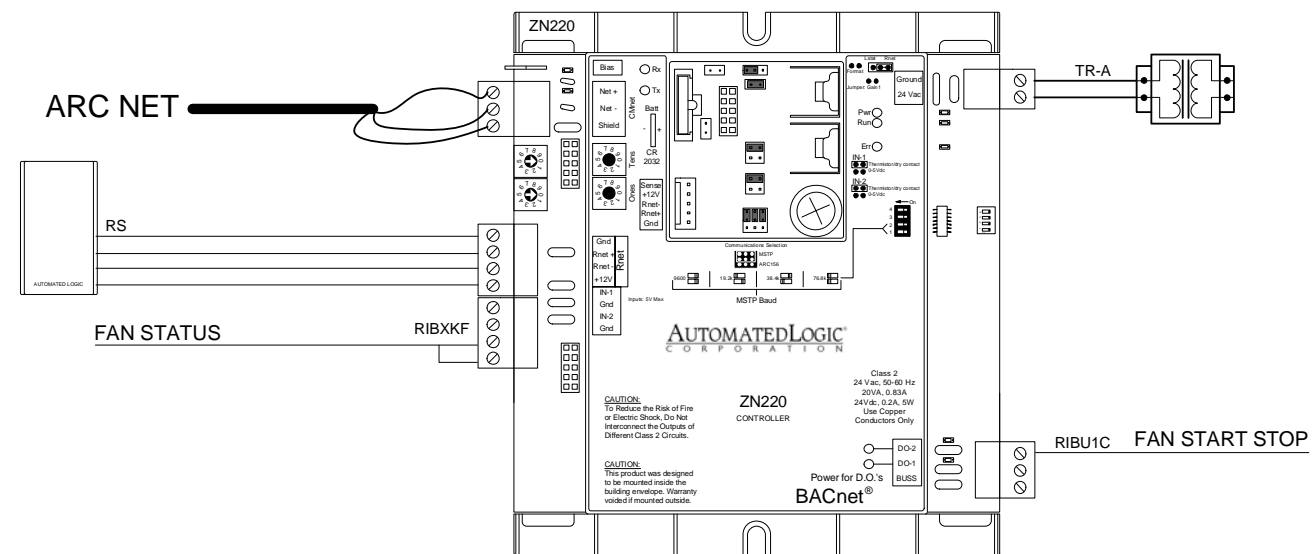 ZN220
ARC NET
RS
AUTOMATED LOGIC
FAN STATUS
RIBXKF
Bias
Net +
Net -
Shield
CMnet
Rx
Tx
Batt
- +
CR
2032
Tens
Ones
Sense
+12V
Rnet-
Rnet+
Gnd
Gnd
Rnet +
Rnet -
+12V
Rnet
IN-1
Gnd
IN-2
Gnd
Inputs: 5V Max
Lstat Rnet
Format
Jumper: Gain1
Ground
24 Vac
Pwr
Run
Err
IN-1
Thermistor/dry contact
0-5Vdc
IN-2
Thermistor/dry contact
0-5Vdc
On
4
3
2
1
Communications Selection
MSTP
ARC156
9600
19.2k
38.4k
76.8k
MSTP Baud
AUTOMATEDLOGIC®
CORPORATION
ZN220
CONTROLLER
Class 2
24 Vac, 50-60 Hz
20VA, 0.83A
24Vdc, 0.2A, 5W
Use Copper
Conductors Only
CAUTION:
To Reduce the Risk of Fire
or Electric Shock, Do Not
Interconnect the Outputs of
Different Class 2 Circuits.
CAUTION:
This product was designed
to be mounted inside the
building envelope. Warranty
voided if mounted outside.
DO-2
DO-1
BUSS
Power for D.O.'s
BACnet®
TR-A
RIBU1C
FAN START STOP